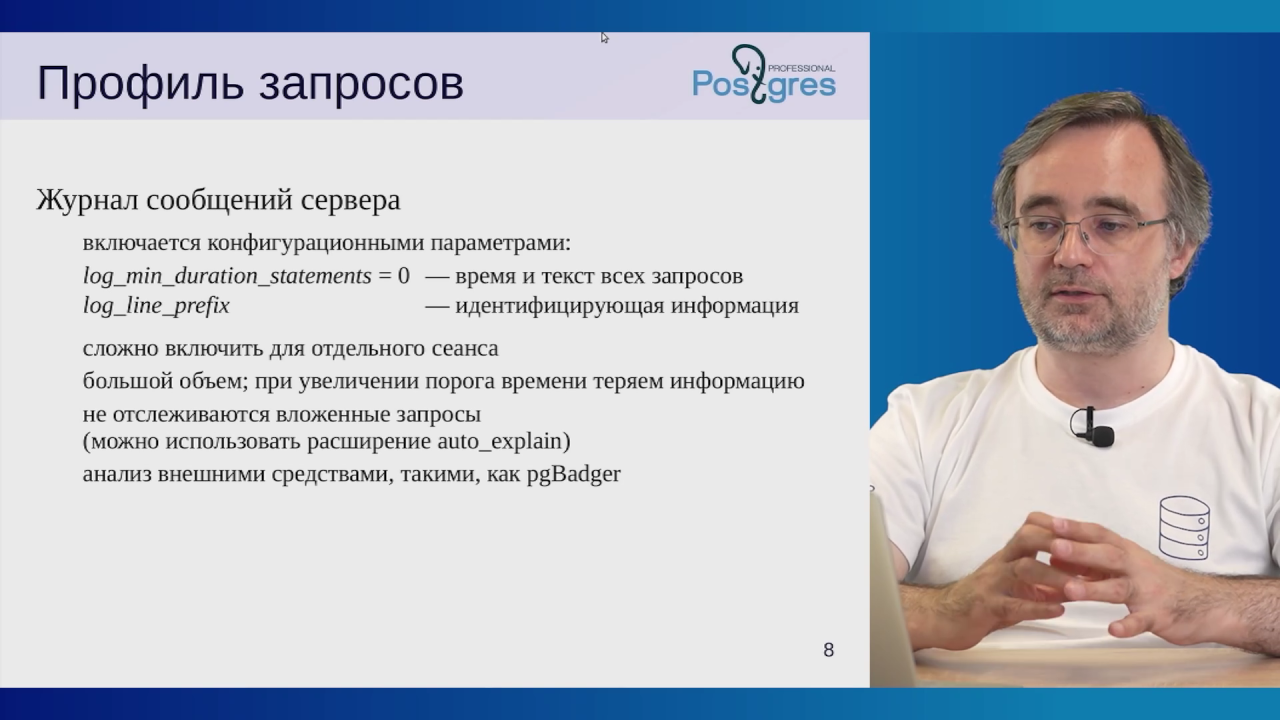 Профиль запросов
PROFESSIONAL
Postgres
Журнал сообщений сервера
включается конфигурационными параметрами:
log_min_duration_statements = 0 — время и текст всех запросов
log_line_prefix — идентифицирующая информация
сложно включить для отдельного сеанса
большой объем; при увеличении порога времени теряем информацию
не отслеживаются вложенные запросы
(можно использовать расширение auto_explain)
анализ внешними средствами, такими, как pgBadger
8